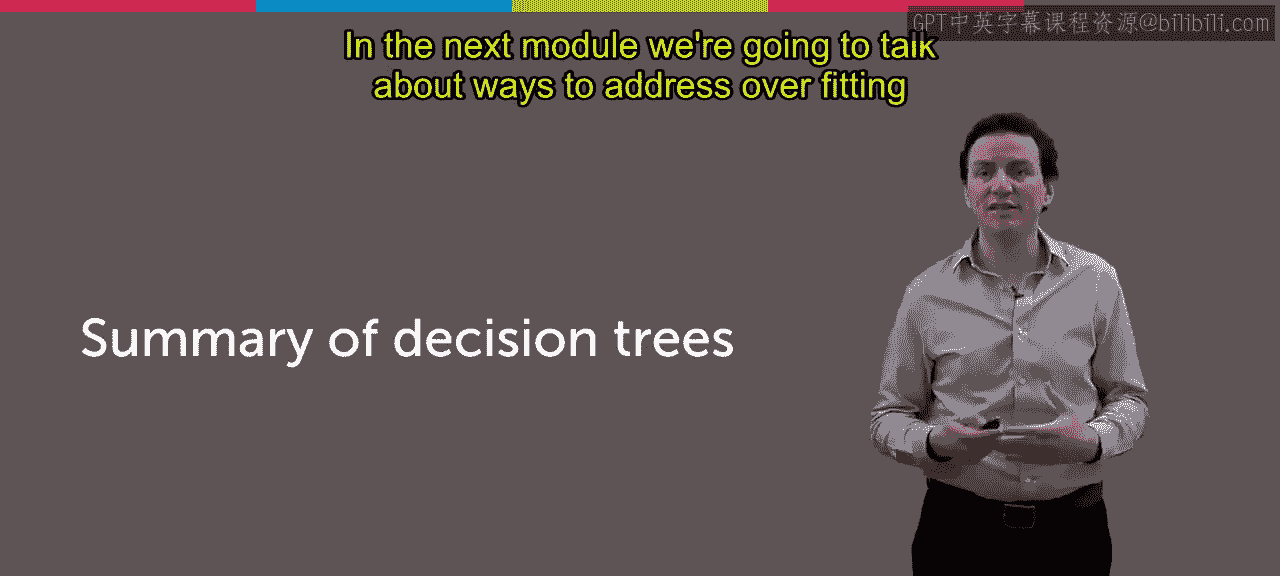 GPT中英字幕课程资源@bilibili.com
In the next module we're going to talk
about ways to address over fitting
Summary of decision trees